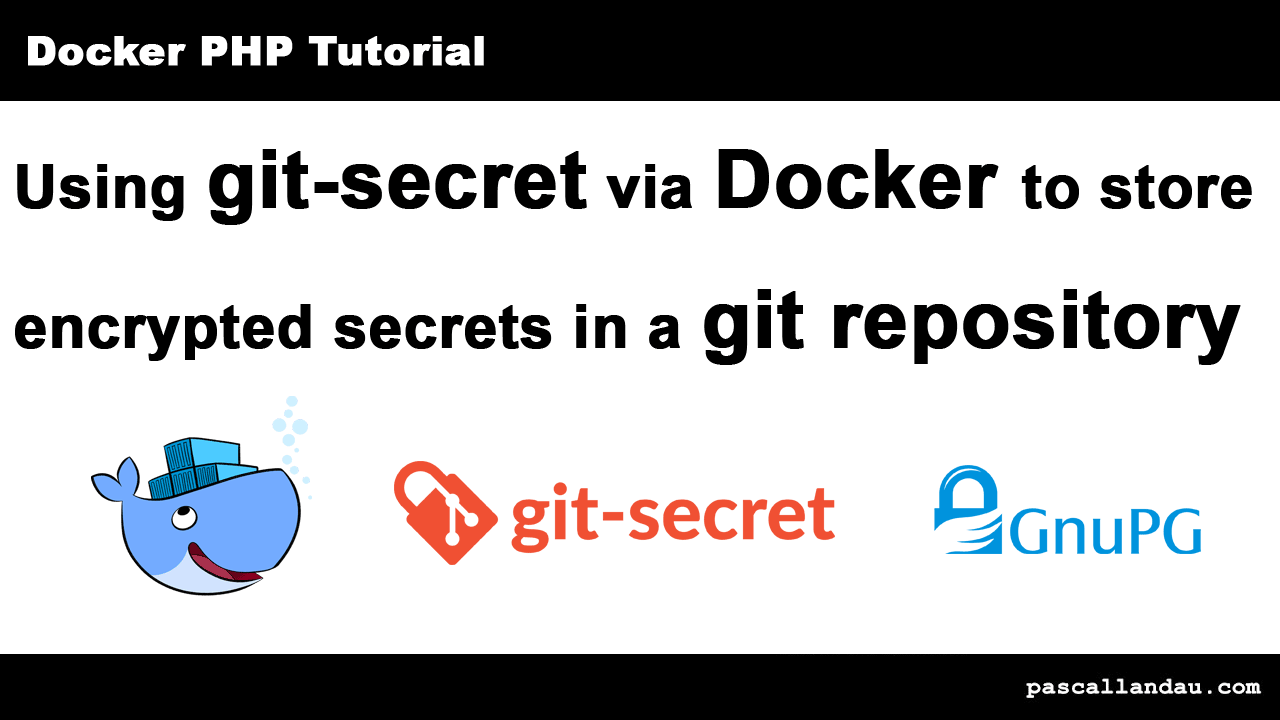 Docker PHP Tutorial
Using git-secret via Docker to store
encrypted secrets in a git repository
git-secret
GnuPG
pascallandau.com